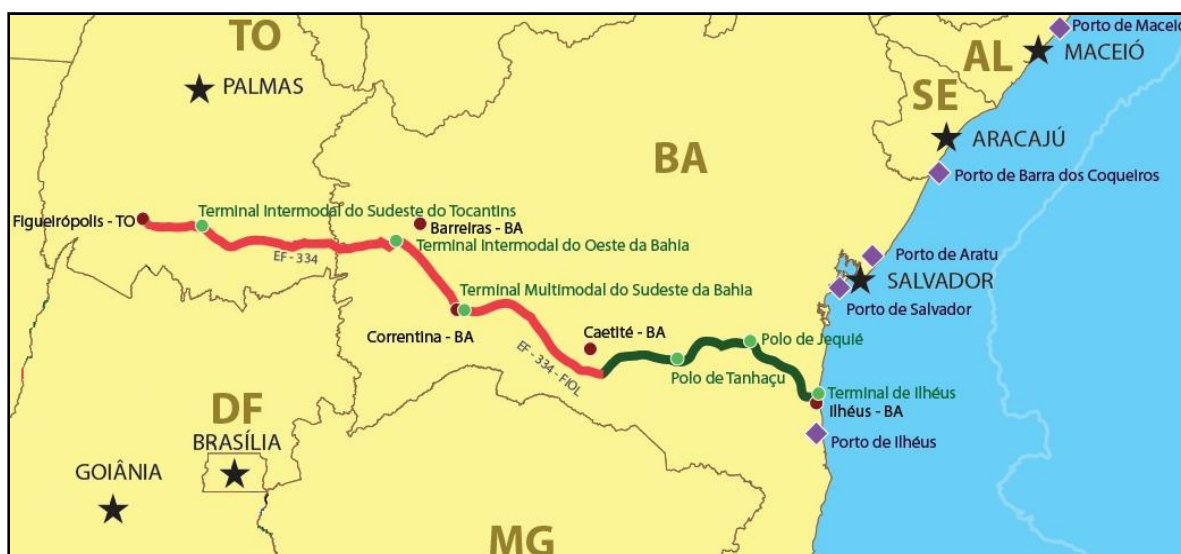 TO
Porto de Maceió
AL
MACEIÓ
PALMAS
SE
ARACAJÚ
BA
Porto de Barra dos Coqueiros
Figueirópolis - TO
Terminal Intermodal do Sudeste do Tocantins
Barreiras - BA
EF - 334
Terminal Intermodal do Oeste da Bahia
Porto de Aratu
SALVADOR
Terminal Multimodal do Sudeste da Bahia
Porto de Salvador
Correntina - BA
Caetité - BA
Polo de Jequié
EF - 334 - FIOL
Polo de Tanhaçu
Terminal de Ilhéus
Ilhéus - BA
DF
BRASÍLIA
Porto de Ilhéus
GOIÂNIA
MG